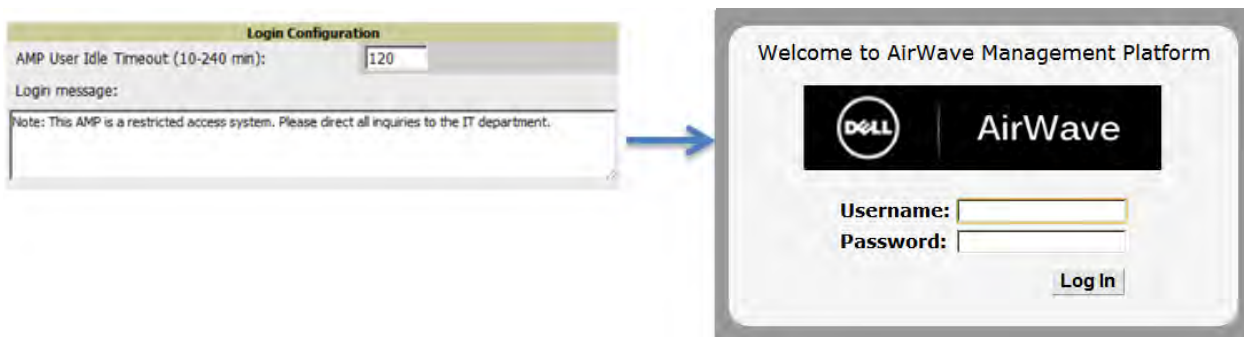 Login Configuration
AMP User Idle Timeout (10-240 min): 120
Login message:
Note: This AMP is a restricted access system. Please direct all inquiries to the IT department.
Welcome to AirWave Management Platform
DELL AirWave
Username:
Password:
Log In